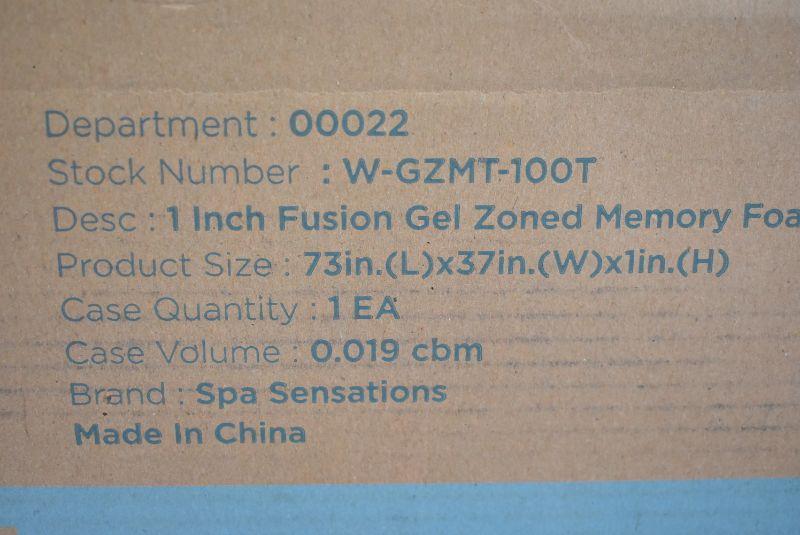 Department : 00022
Stock Number : W-GZMT-100T
Desc : 1 Inch Fusion Gel Zoned Memory Foa
Product Size : 73in.(L)x37in.(W)x1in.(H)
Case Quantity : 1 EA
Case Volume : 0.019 cbm
Brand : Spa Sensations
Made In China